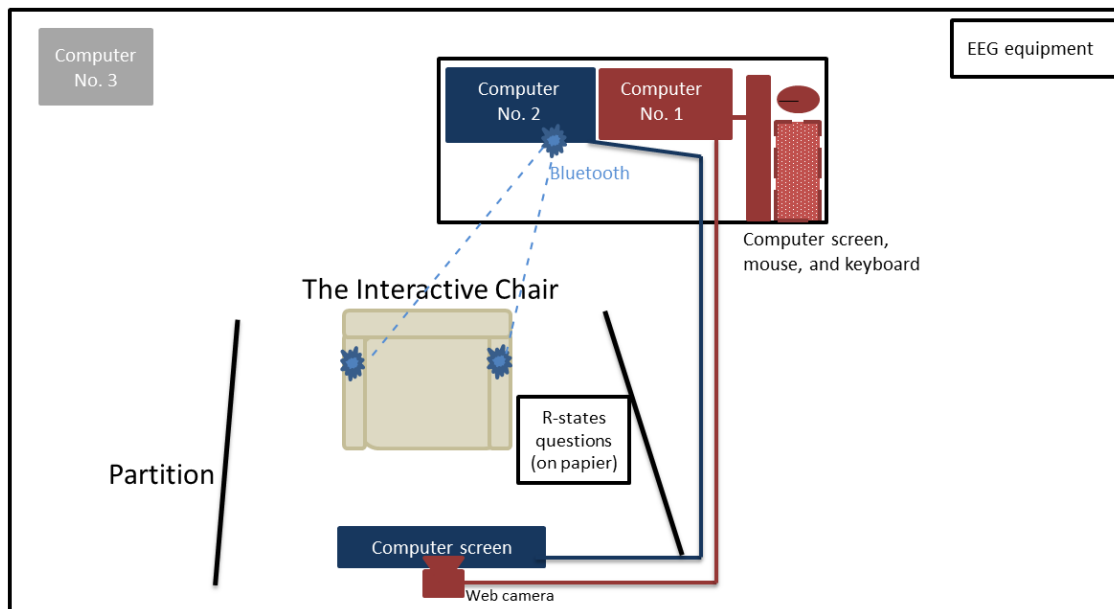 Computer
No. 3
EEG equipment
Computer
No. 2
Computer
No. 1
Bluetooth
Computer screen,
mouse, and keyboard
The Interactive Chair
R-states
questions
(on papier)
Partition
Computer screen
Web camera